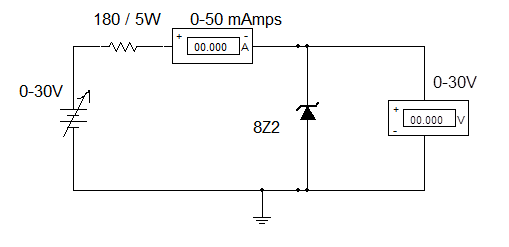 180 / 5W 0-50 mAmps
+ -
00.000 A
0-30V
0-30V
+
00.000 V
-
8Z2